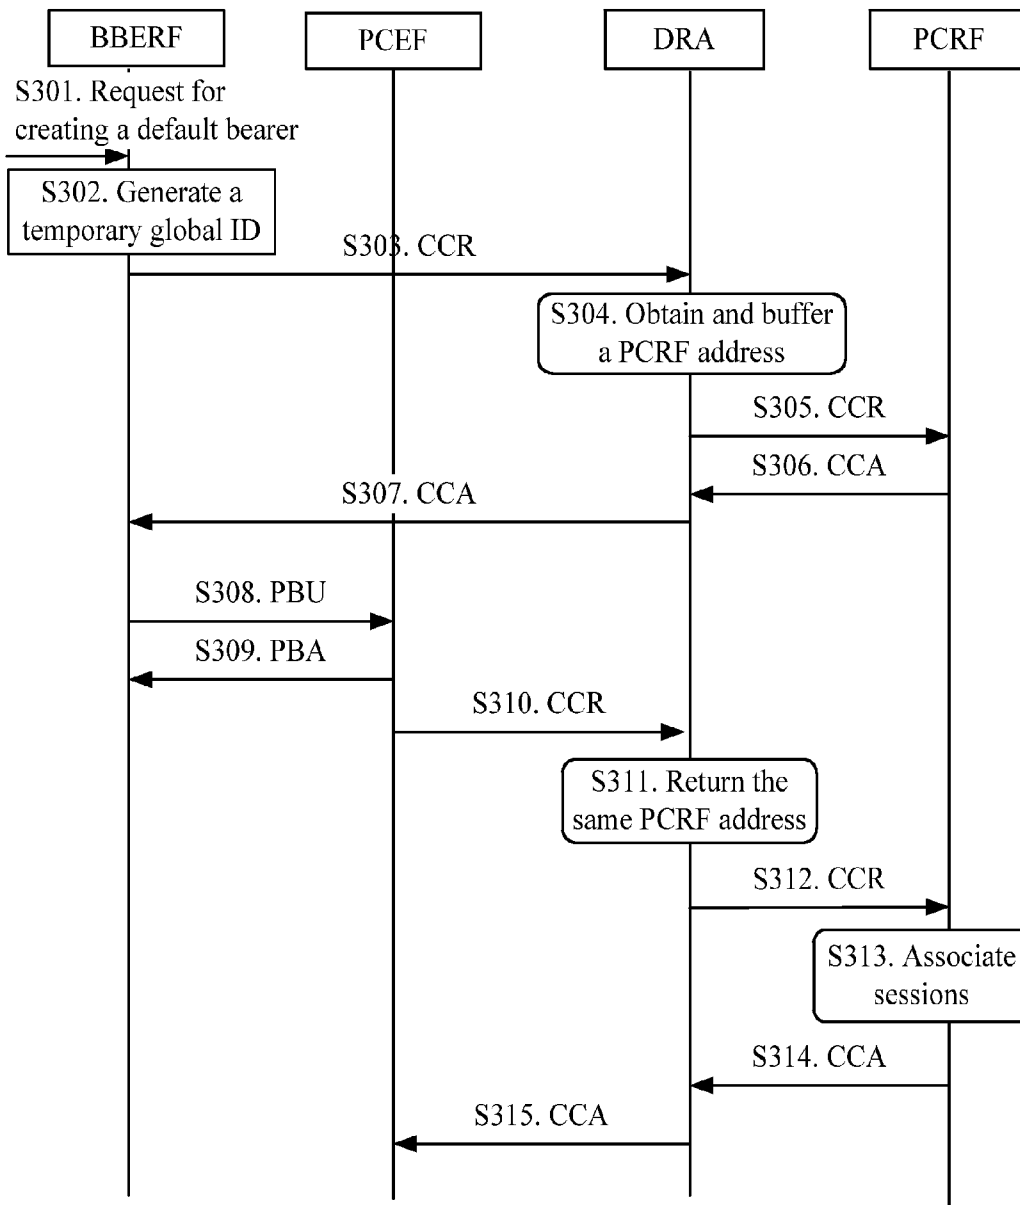 BBERF
PCEF
DRA
PCRF
S301. Request for
creating a default bearer
S302. Generate a
temporary global ID
S303. CCR
S304. Obtain and buffer
a PCRF address
S305. CCR
S306. CCA
S307. CCA
S308. PBU
S309. PBA
S310. CCR
S311. Return the
same PCRF address
S312. CCR
S313. Associate
sessions
S314. CCA
S315. CCA